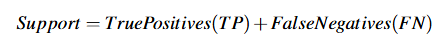 Support = TruePositives(TP) + FalseNegatives(FN)